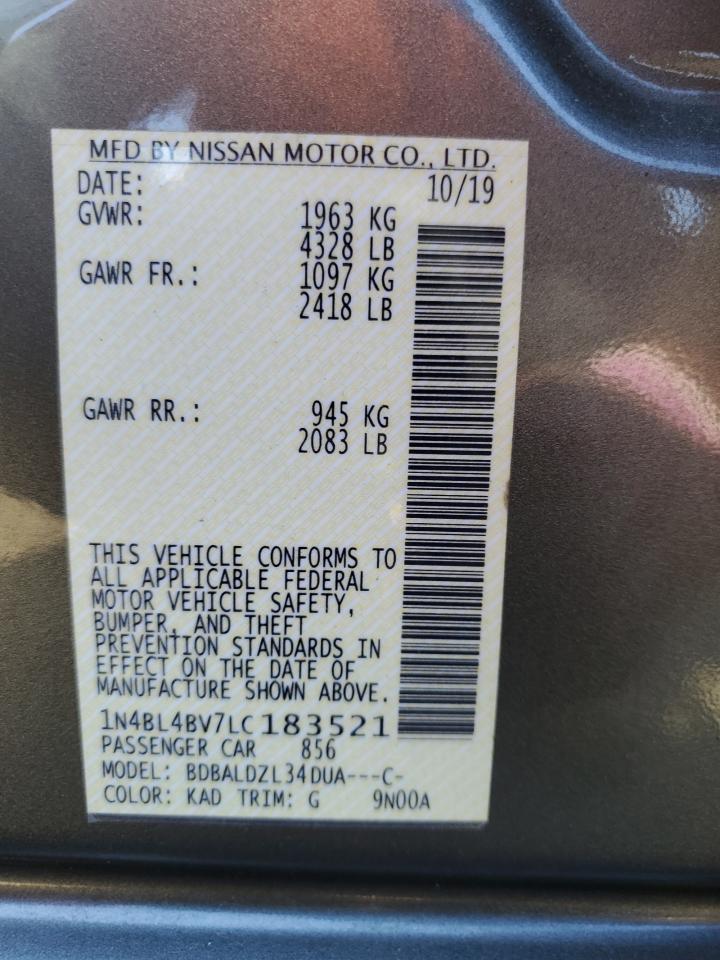 MFD BY NISSAN MOTOR CO., LTD.
DATE: 10/19
GVWR: 1963 KG
4328 LB
GAWR FR.: 1097 KG
2418 LB
GAWR RR.: 945 KG
2083 LB
THIS VEHICLE CONFORMS TO
ALL APPLICABLE FEDERAL
MOTOR VEHICLE SAFETY,
BUMPER, AND THEFT
PREVENTION STANDARDS IN
EFFECT ON THE DATE OF
MANUFACTURE SHOWN ABOVE.
1N4BL4BV7LC183521
PASSENGER CAR 856
MODEL: BDBALDZL34DUA---C-
COLOR: KAD TRIM: G 9N00A